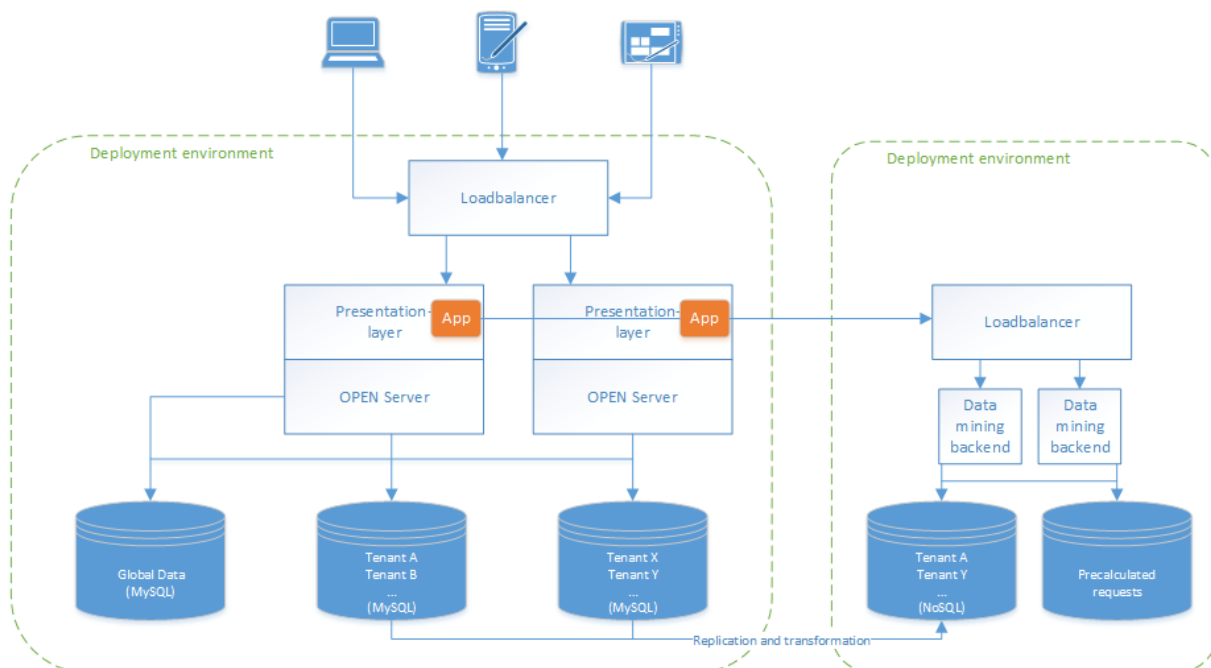 Deployment environment
Deployment environment
Loadbalancer
Presentation-
layer
App
Presentation-
layer
App
Loadbalancer
OPEN Server
OPEN Server
Data
mining
backend
Data
mining
backend
Global Data
(MySQL)
Tenant A
Tenant B
...
(MySQL)
Tenant X
Tenant Y
...
(MySQL)
Tenant A
Tenant Y
...
(NoSQL)
Precalculated
requests
Replication and transformation